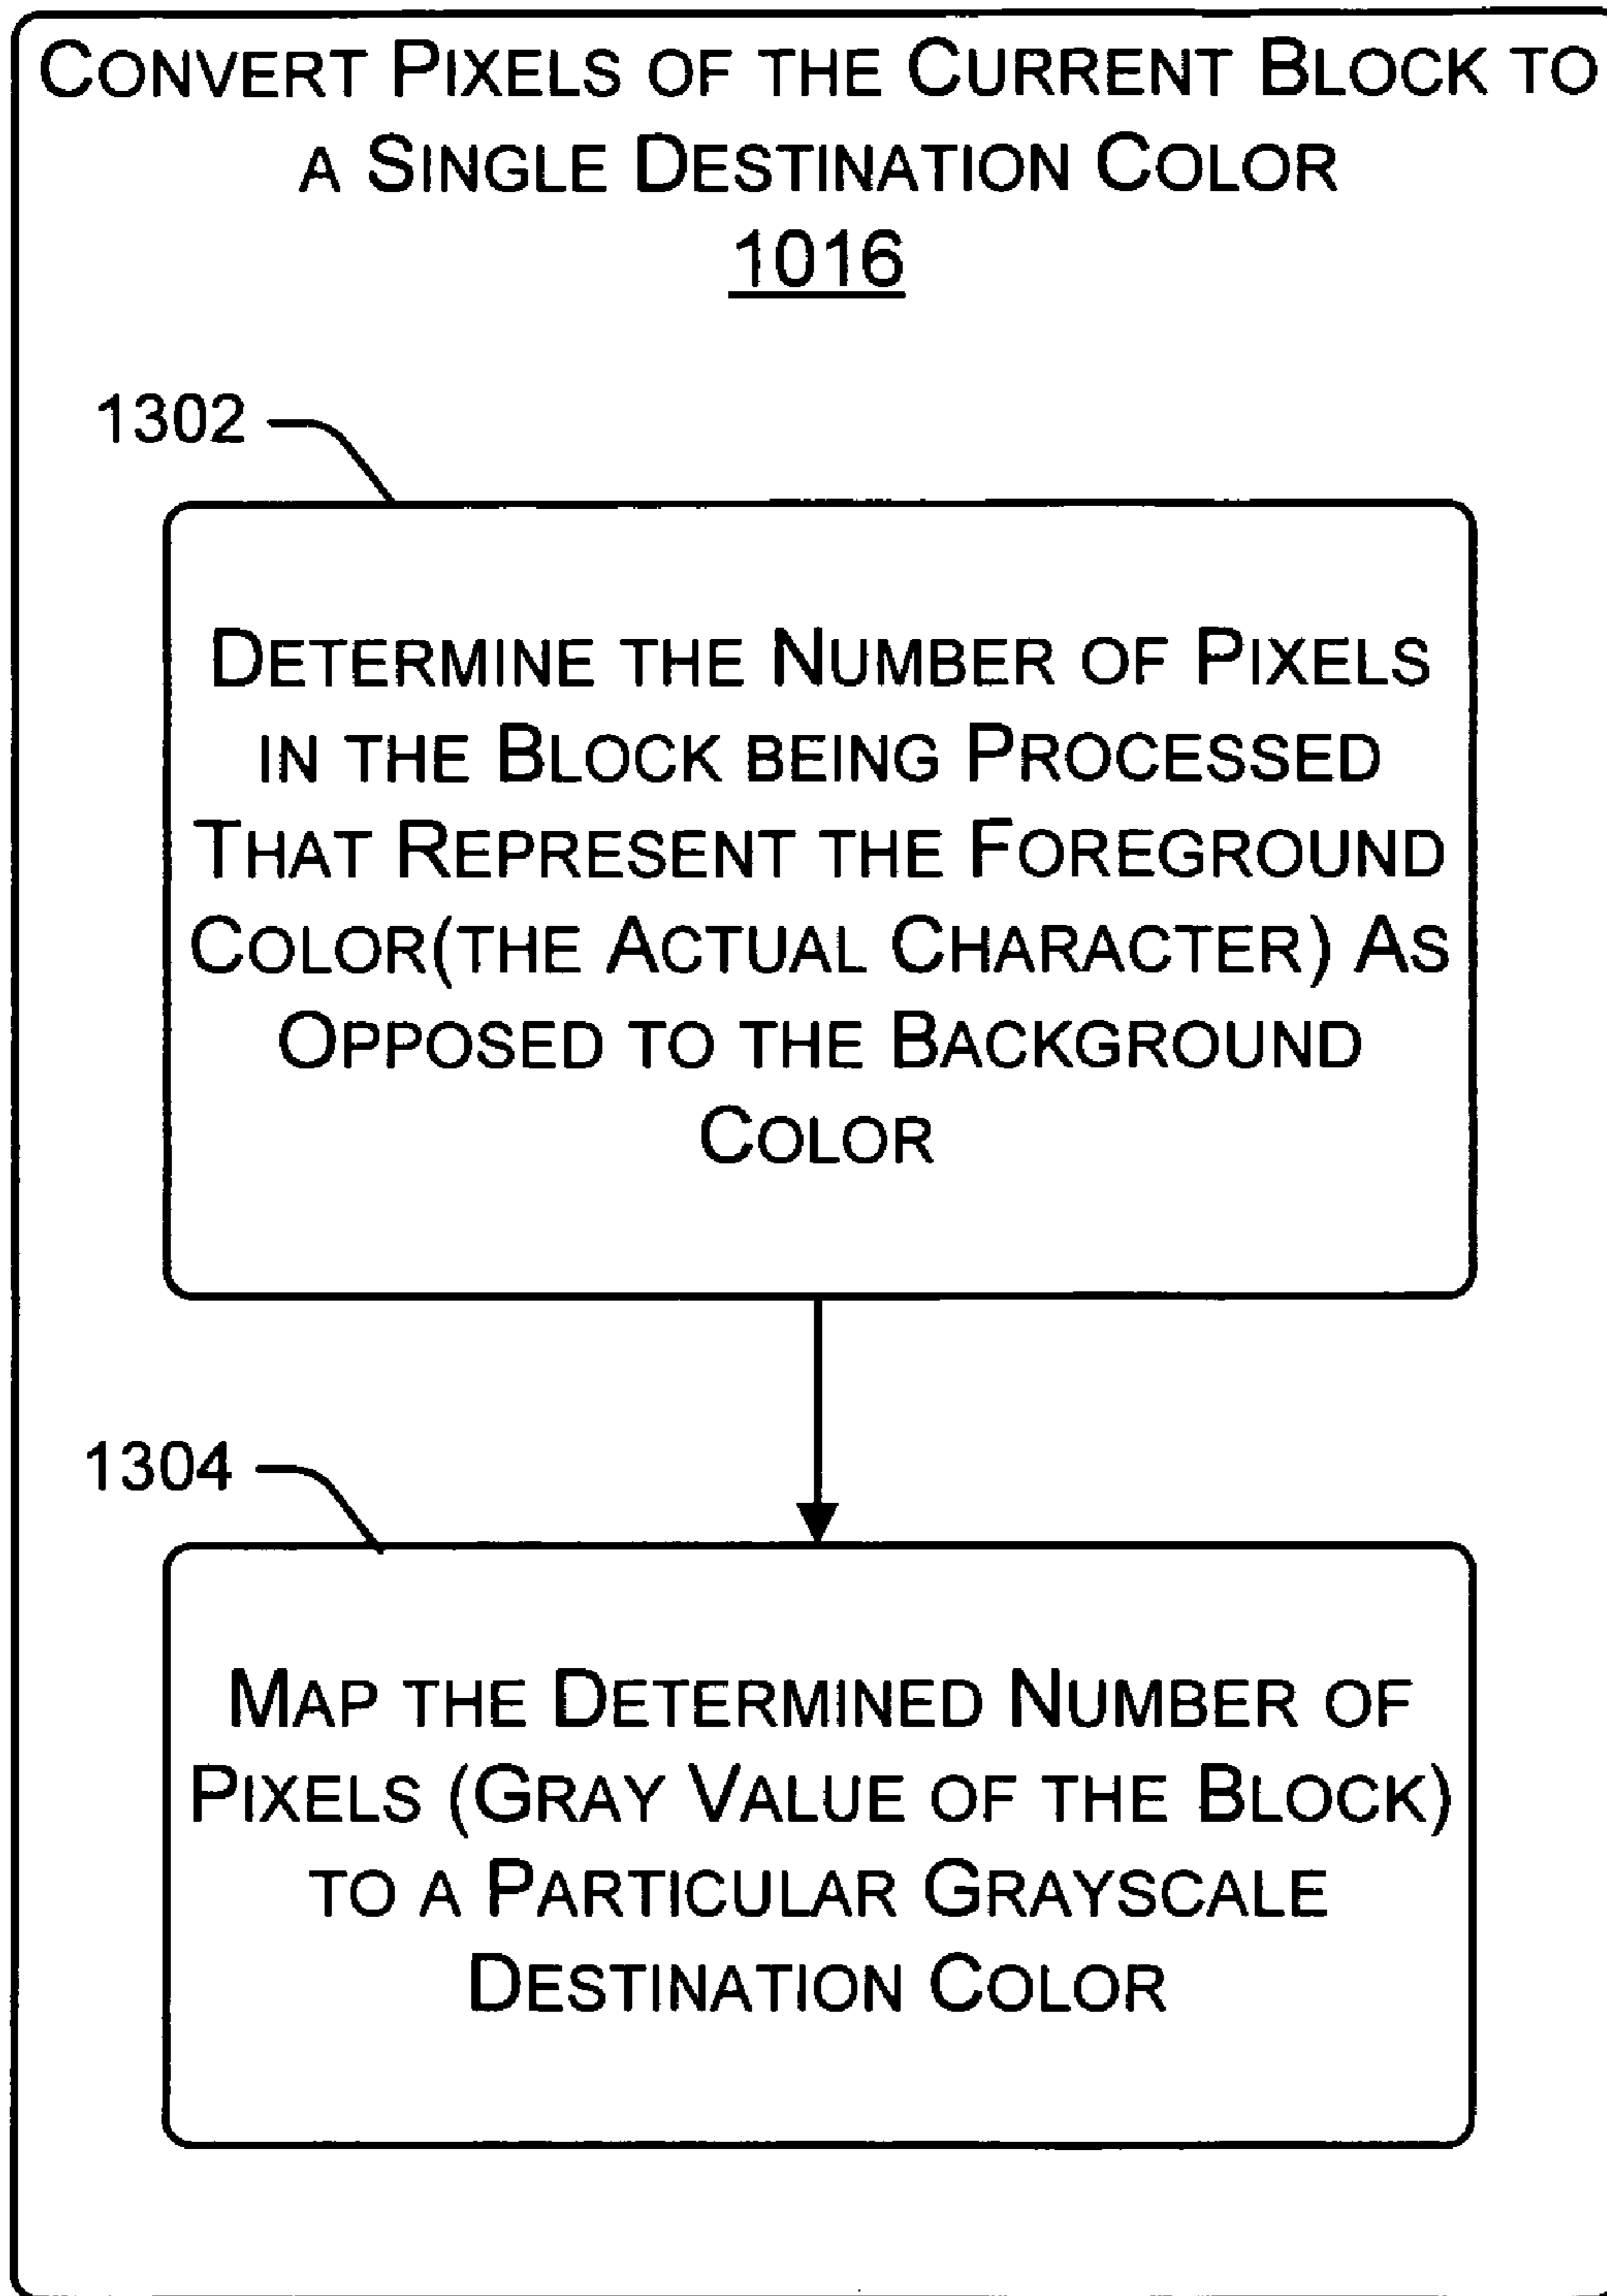 CONVERT PIXELS OF THE CURRENT BLOCK TO
A SINGLE DESTINATION COLOR
1016
1302
DETERMINE THE NUMBER OF PIXELS
IN THE BLOCK BEING PROCESSED
THAT REPRESENT THE FOREGROUND
COLOR(THE ACTUAL CHARACTER) AS
OPPOSED TO THE BACKGROUND
COLOR
1304
MAP THE DETERMINED NUMBER OF
PIXELS (GRAY VALUE OF THE BLOCK)
TO A PARTICULAR GRAYSCALE
DESTINATION COLOR